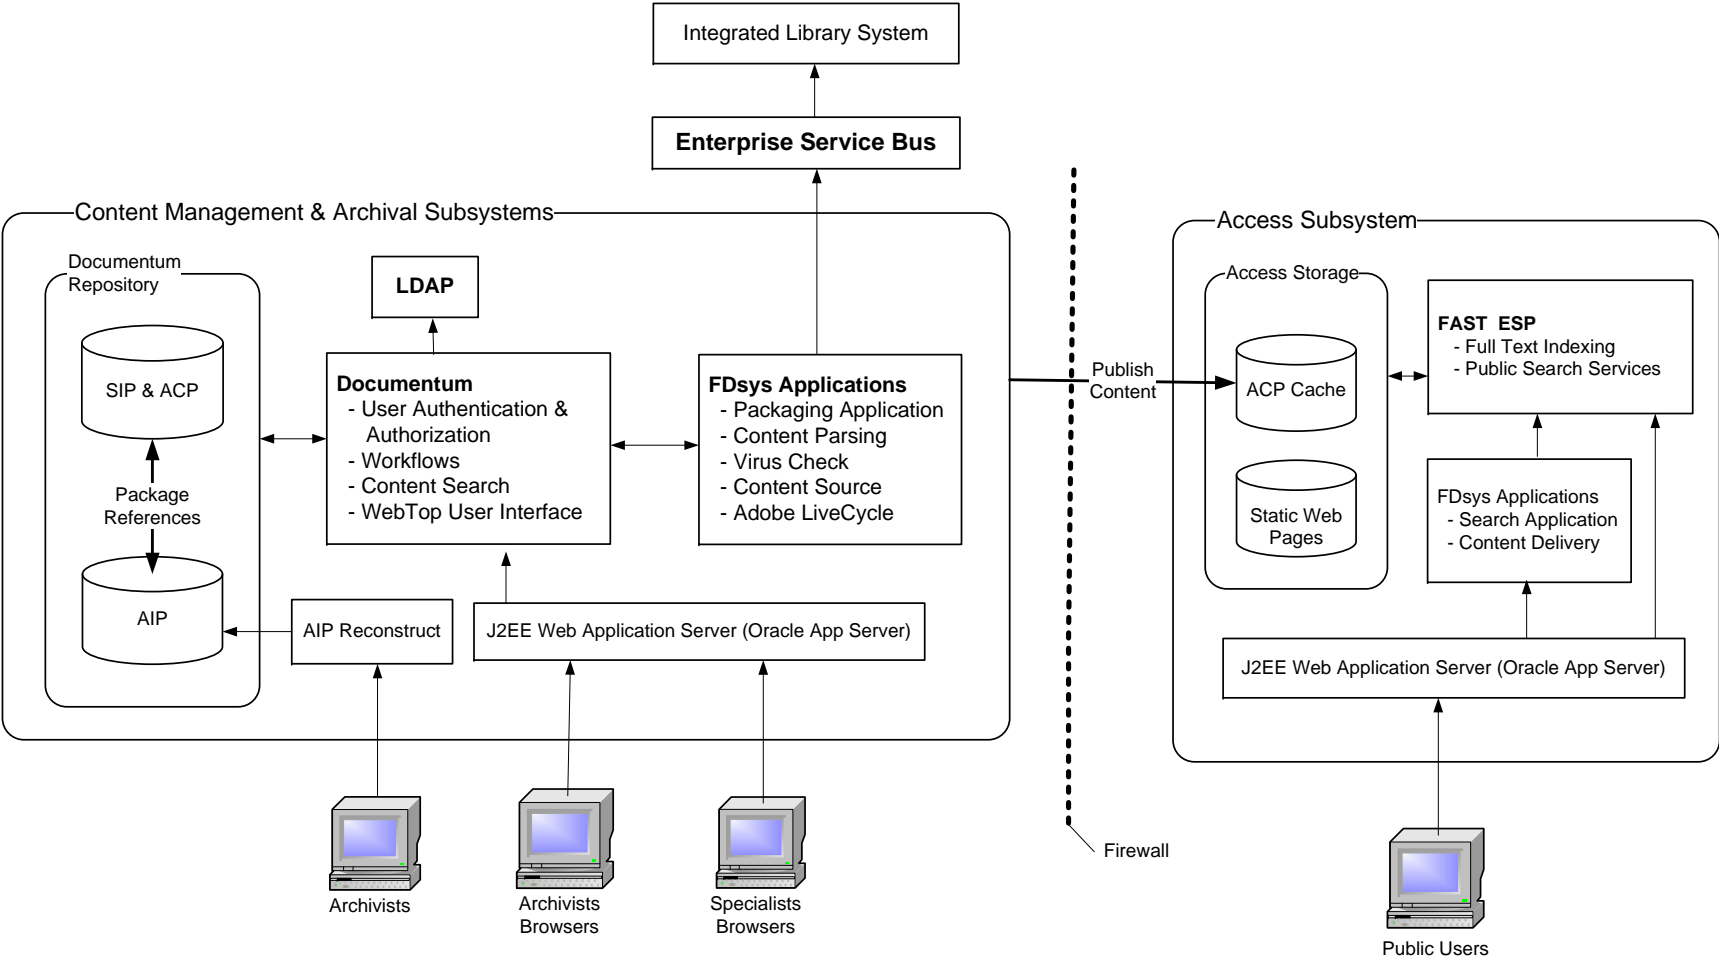 Integrated Library System
Enterprise Service Bus
Content Management & Archival Subsystems
Documentum
Repository
SIP & ACP
Package
References
AIP
LDAP
Documentum
- User Authentication &
Authorization
- Workflows
- Content Search
- WebTop User Interface
FDsys Applications
- Packaging Application
- Content Parsing
- Virus Check
- Content Source
- Adobe LiveCycle
AIP Reconstruct
J2EE Web Application Server (Oracle App Server)
Archivists
Archivists
Browsers
Specialists
Browsers
Publish
Content
Firewall
Access Subsystem
Access Storage
ACP Cache
Static Web
Pages
FAST ESP
- Full Text Indexing
- Public Search Services
FDsys Applications
- Search Application
- Content Delivery
J2EE Web Application Server (Oracle App Server)
Public Users